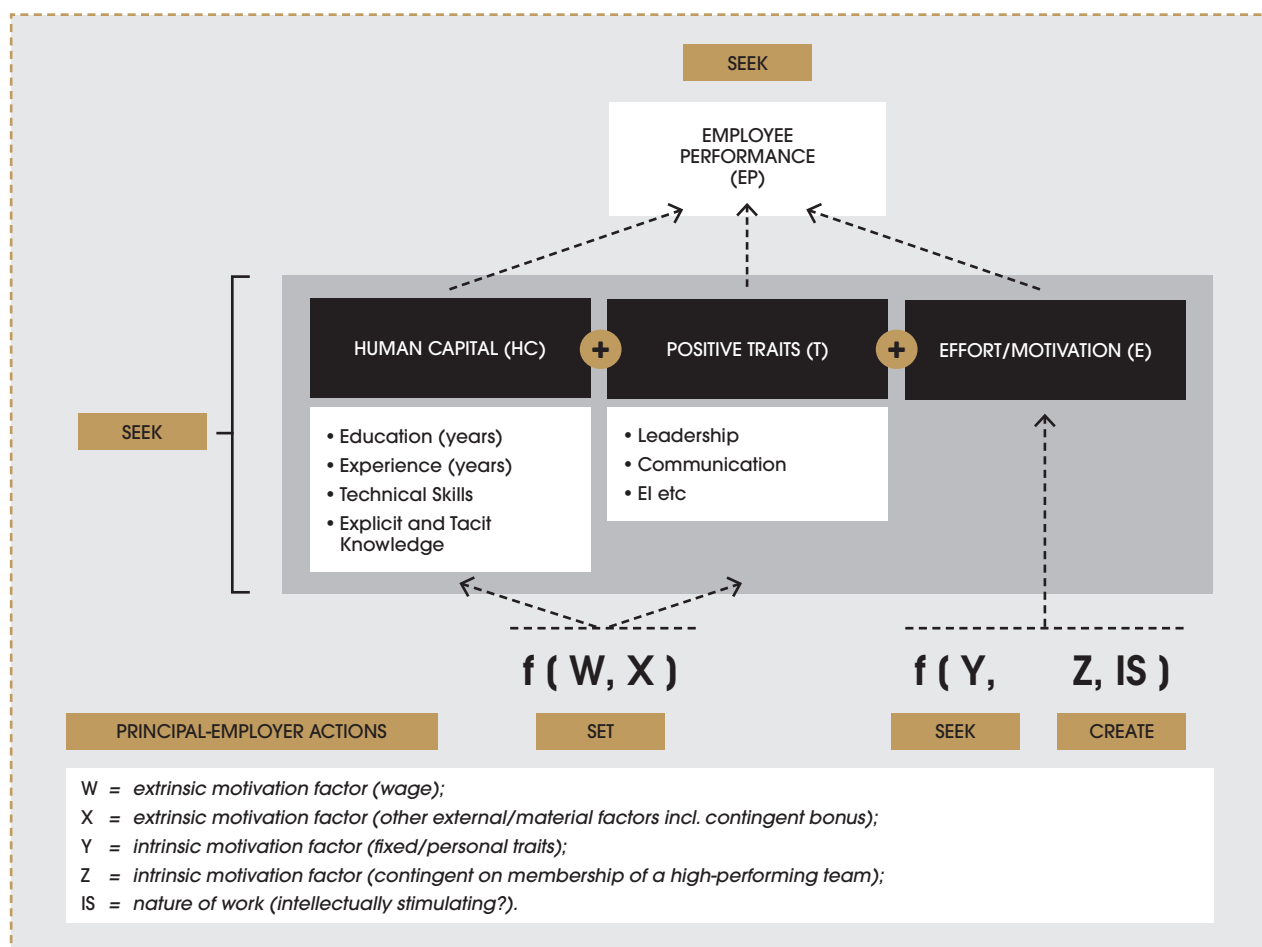 SEEK
EMPLOYEE
PERFORMANCE
(EP)
HUMAN CAPITAL (HC)
+
POSITIVE TRAITS (T)
+
EFFORT/MOTIVATION (E)
SEEK
• Education (years)
• Experience (years)
• Technical Skills
• Explicit and Tacit
Knowledge
• Leadership
• Communication
• EI etc
f ( W, X )
f ( Y, Z, IS )
PRINCIPAL-EMPLOYER ACTIONS
SET
SEEK
CREATE
W = extrinsic motivation factor (wage);
X = extrinsic motivation factor (other external/material factors incl. contingent bonus);
Y = intrinsic motivation factor (fixed/personal traits);
Z = intrinsic motivation factor (contingent on membership of a high-performing team);
IS = nature of work (intellectually stimulating?).